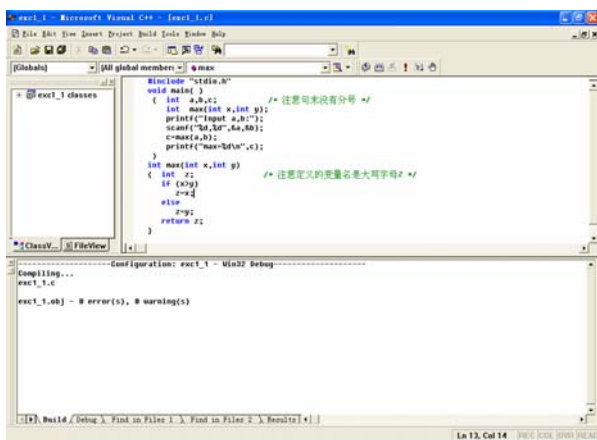 exc1_1 - Microsoft Visual C++ - [exc1_1.c]
File Edit View Insert Project Build Tools Window Help
[Globals] [All global members] max
exc1_1 classes
#include "stdio.h"
void main( )
{ int a,b,c; /* 注意句末没有分号 */
int max(int x,int y);
printf("Input a,b:");
scanf("%d,%d",&a,&b);
c=max(a,b);
printf("max=%d\n",c);
}
int max(int x,int y)
{ int z; /* 注意定义的变量名是大写字母Z */
if (x>y)
z=x;
else
z=y;
return z;
}
ClassV... FileView
--------------------Configuration: exc1_1 - Win32 Debug--------------------
Compiling...
exc1_1.c
exc1_1.obj - 0 error(s), 0 warning(s)
Build Debug Find in Files 1 Find in Files 2 Results
Ln 13, Col 14 REC COL OVR READ